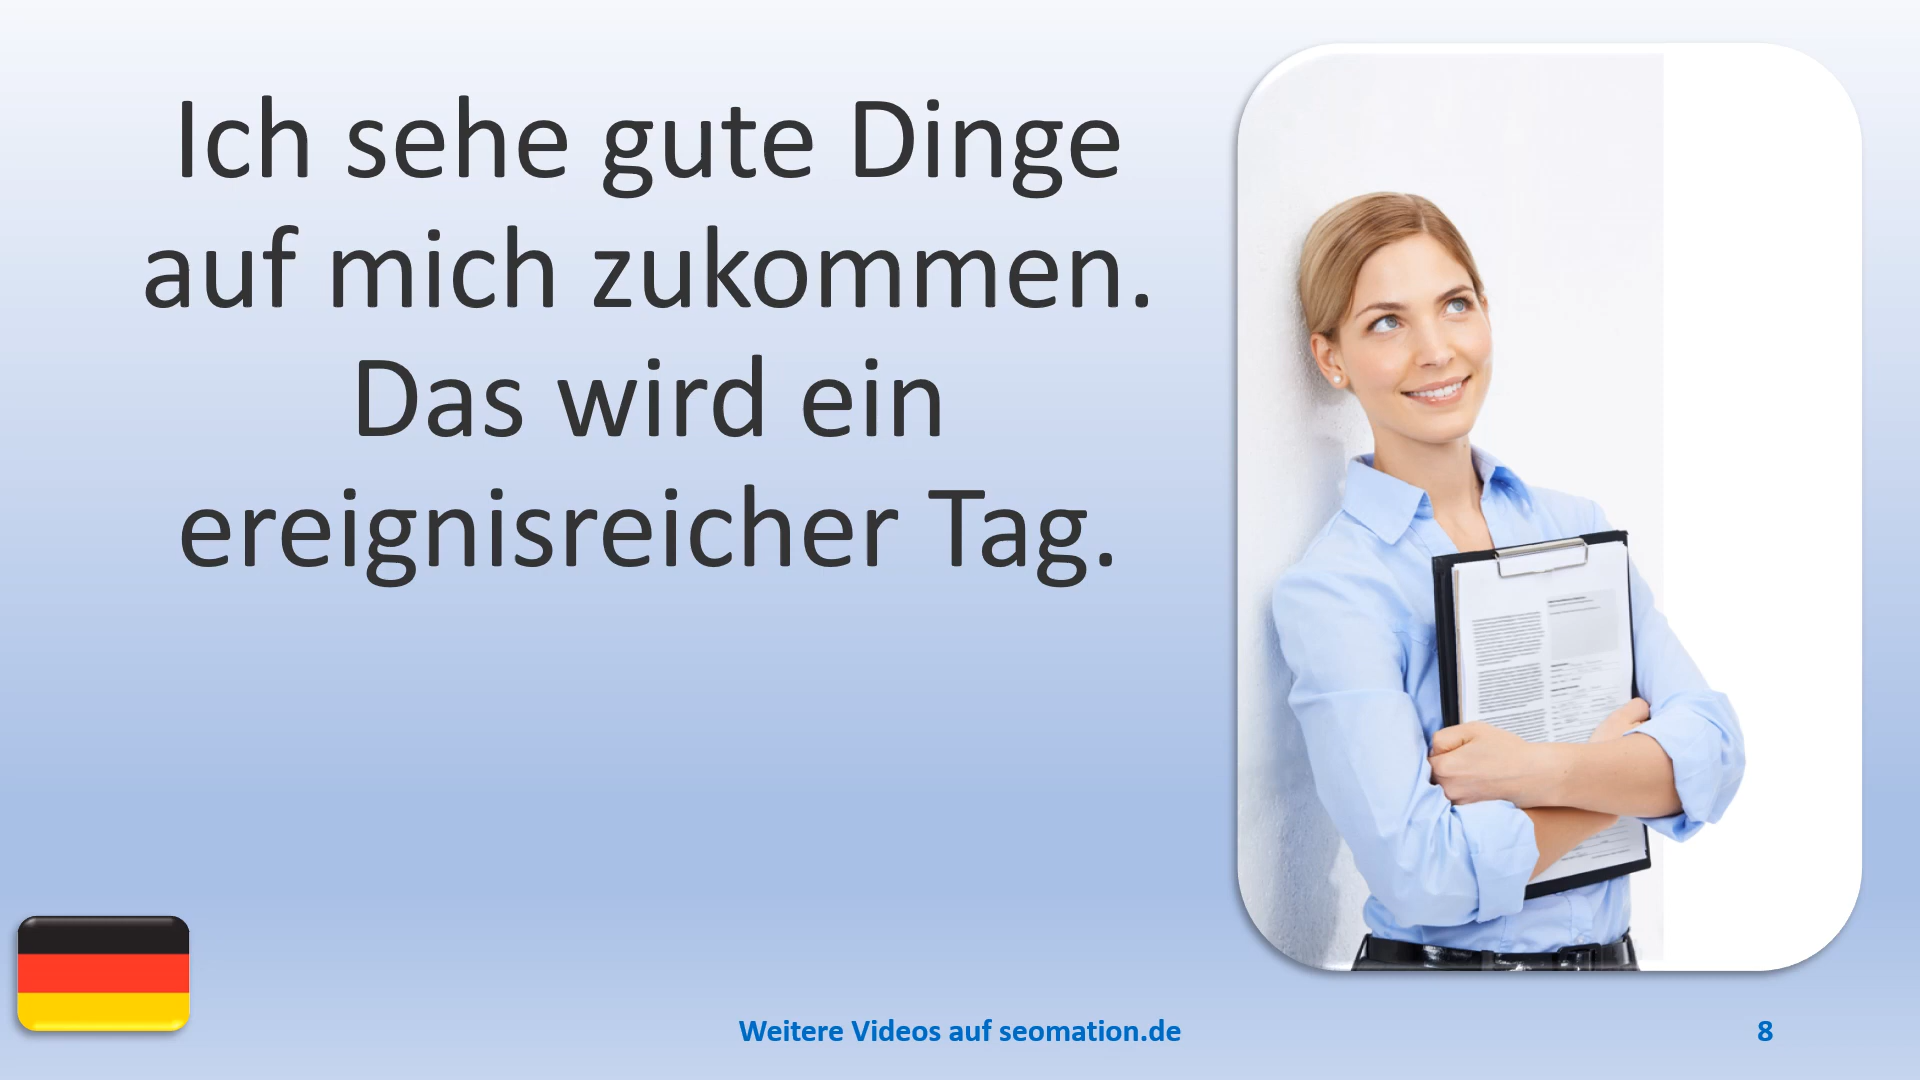 Ich sehe gute Dinge
auf mich zukommen.
Das wird ein
ereignisreicher Tag.
Weitere Videos auf seomation.de
8